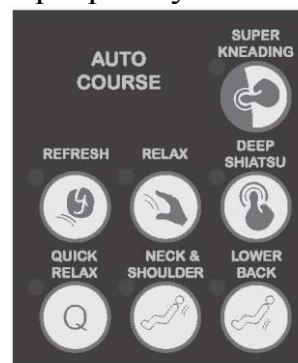 AUTO
COURSE
SUPER
KNEADING
REFRESH
RELAX
DEEP
SHIATSU
QUICK
RELAX
Q
NECK &
SHOULDER
LOWER
BACK